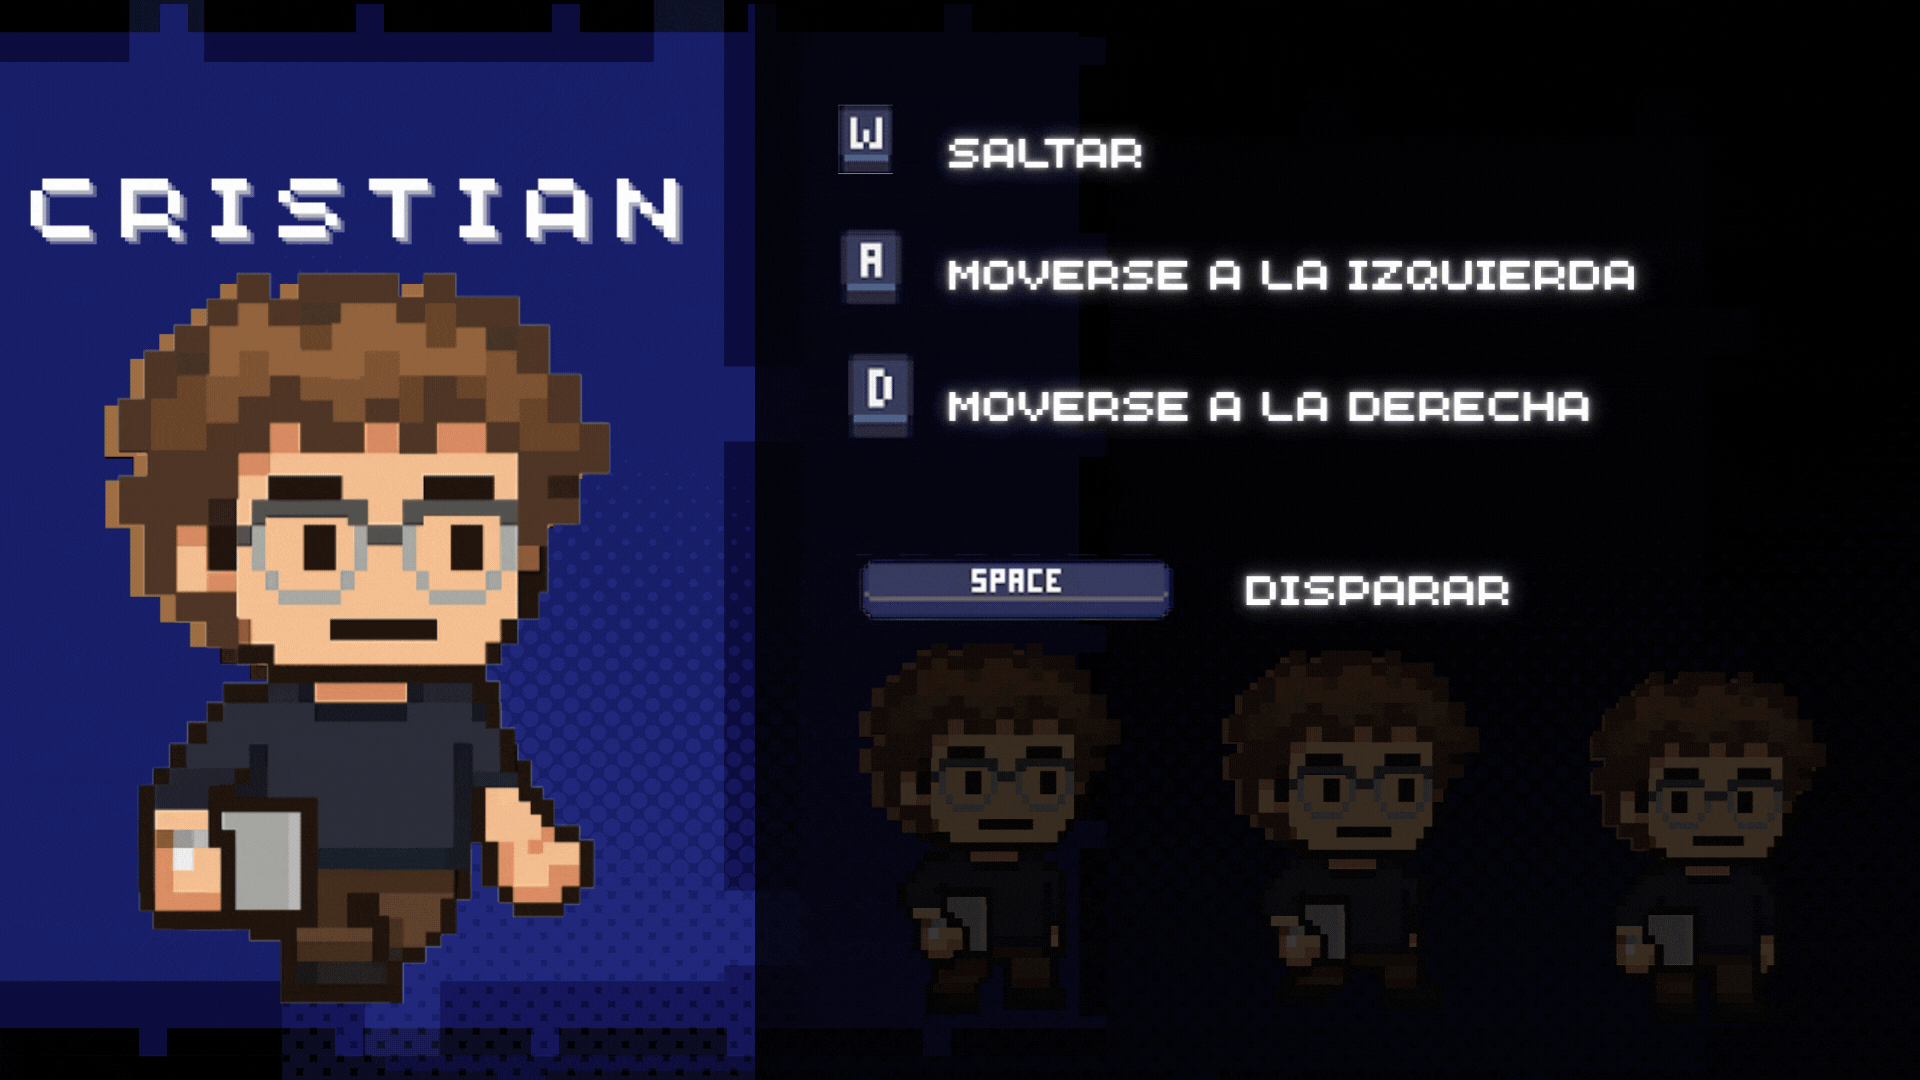 CRISTIAN
W SALTAR
A MOVERSE A LA IZQUIERDA
D MOVERSE A LA DERECHA
SPACE DISPARAR